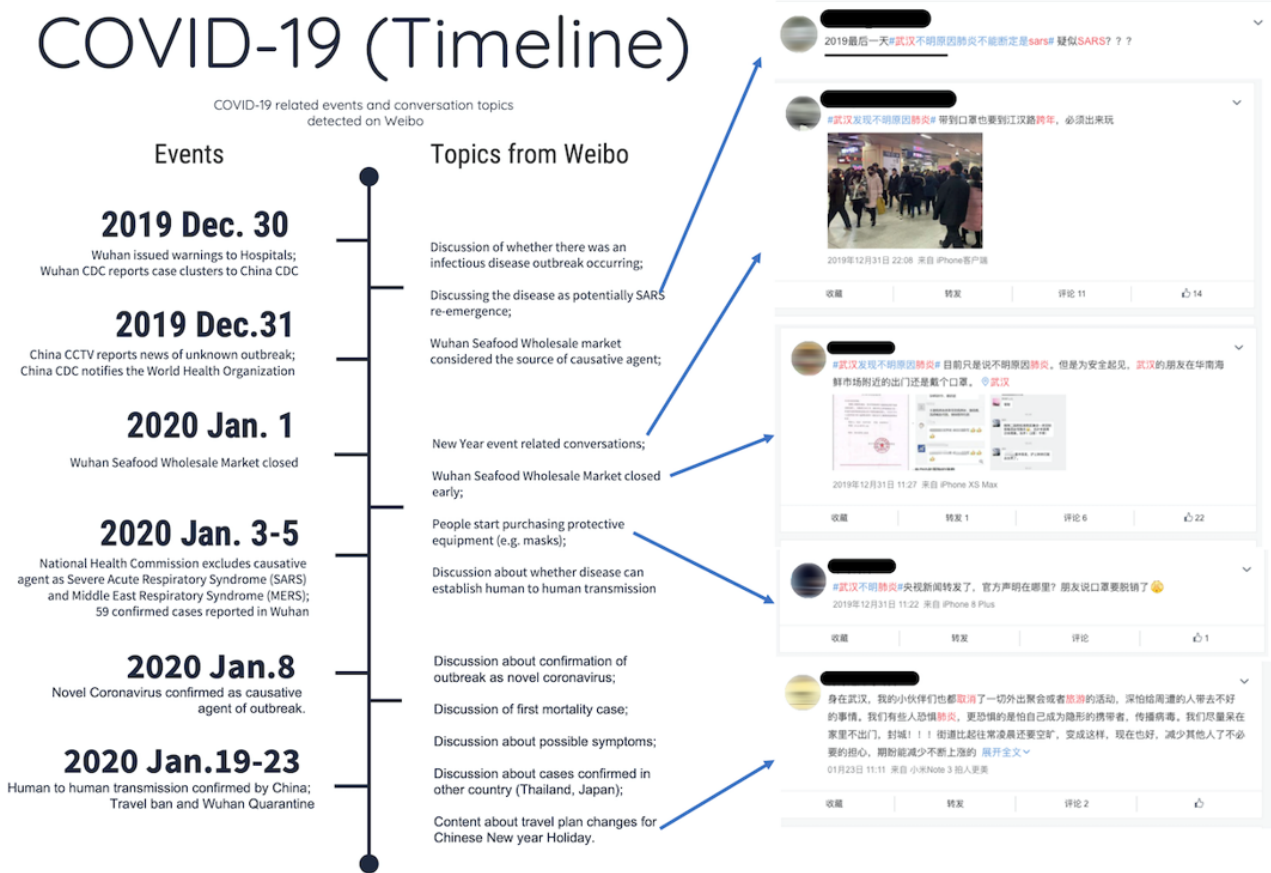 COVID-19 (Timeline)
COVID-19 related events and conversation topics
detected on Weibo
Events
2019 Dec. 30
Wuhan issued warnings to Hospitals;
Wuhan CDC reports case clusters to China CDC
2019 Dec.31
China CCTV reports news of unknown outbreak;
China CDC notifies the World Health Organization
2020 Jan. 1
Wuhan Seafood Wholesale Market closed
2020 Jan. 3-5
National Health Commission excludes causative
agent as Severe Acute Respiratory Syndrome (SARS)
and Middle East Respiratory Syndrome (MERS);
59 confirmed cases reported in Wuhan
2020 Jan.8
Novel Coronavirus confirmed as causative
agent of outbreak.
2020 Jan.19-23
Human to human transmission confirmed by China;
Travel ban and Wuhan Quarantine
Topics from Weibo
Discussion of whether there was an
infectious disease outbreak occurring;
Discussing the disease as potentially SARS
re-emergence;
Wuhan Seafood Wholesale market
considered the source of causative agent;
New Year event related conversations;
Wuhan Seafood Wholesale Market closed
early;
People start purchasing protective
equipment (e.g. masks);
Discussion about whether disease can
establish human to human transmission
Discussion about confirmation of
outbreak as novel coronavirus;
Discussion of first mortality case;
Discussion about possible symptoms;
Discussion about cases confirmed in
other country (Thailand, Japan);
Content about travel plan changes for
Chinese New year Holiday.
2019最后一天#武汉不明原因肺炎不能断定是sars# 疑似SARS？？？
#武汉发现不明原因肺炎# 带到口罩也要到江汉路跨年，必须出来玩
2019年12月31日 22:08 来自 iPhone客户端
收藏 转发 评论 11 14
#武汉发现不明原因肺炎# 目前只是说不明原因肺炎。但是为安全起见，武汉的朋友在华南海
鲜市场附近的出门还是戴个口罩。 武汉
2019年12月31日 11:27 来自 iPhone XS Max
收藏 转发 1 评论 6 22
#武汉不明肺炎#央视新闻转发了，官方声明在哪里？朋友说口罩要脱销了
2019年12月31日 11:22 来自 iPhone 8 Plus
收藏 转发 评论 1
身在武汉，我的小伙伴们也都取消了一切外出聚会或者旅游的活动，深怕给周遭的人带去不好
的事情。我们有些人恐惧肺炎，更恐惧的是怕自己成为隐形的携带者，传播病毒。我们尽量呆在
家里不出门，封城！！！街道比起往常凌晨还要空旷，变成这样，现在也好，减少其他人了不必
要的担心，期盼能减少不断上涨的 展开全文
01月23日 11:11 来自 小米Note 3 拍人更美
收藏 转发 评论 2